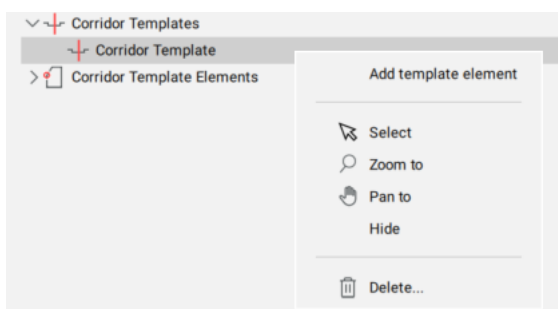 Corridor Templates
Corridor Template
Corridor Template Elements
Add template element
Select
Zoom to
Pan to
Hide
Delete...